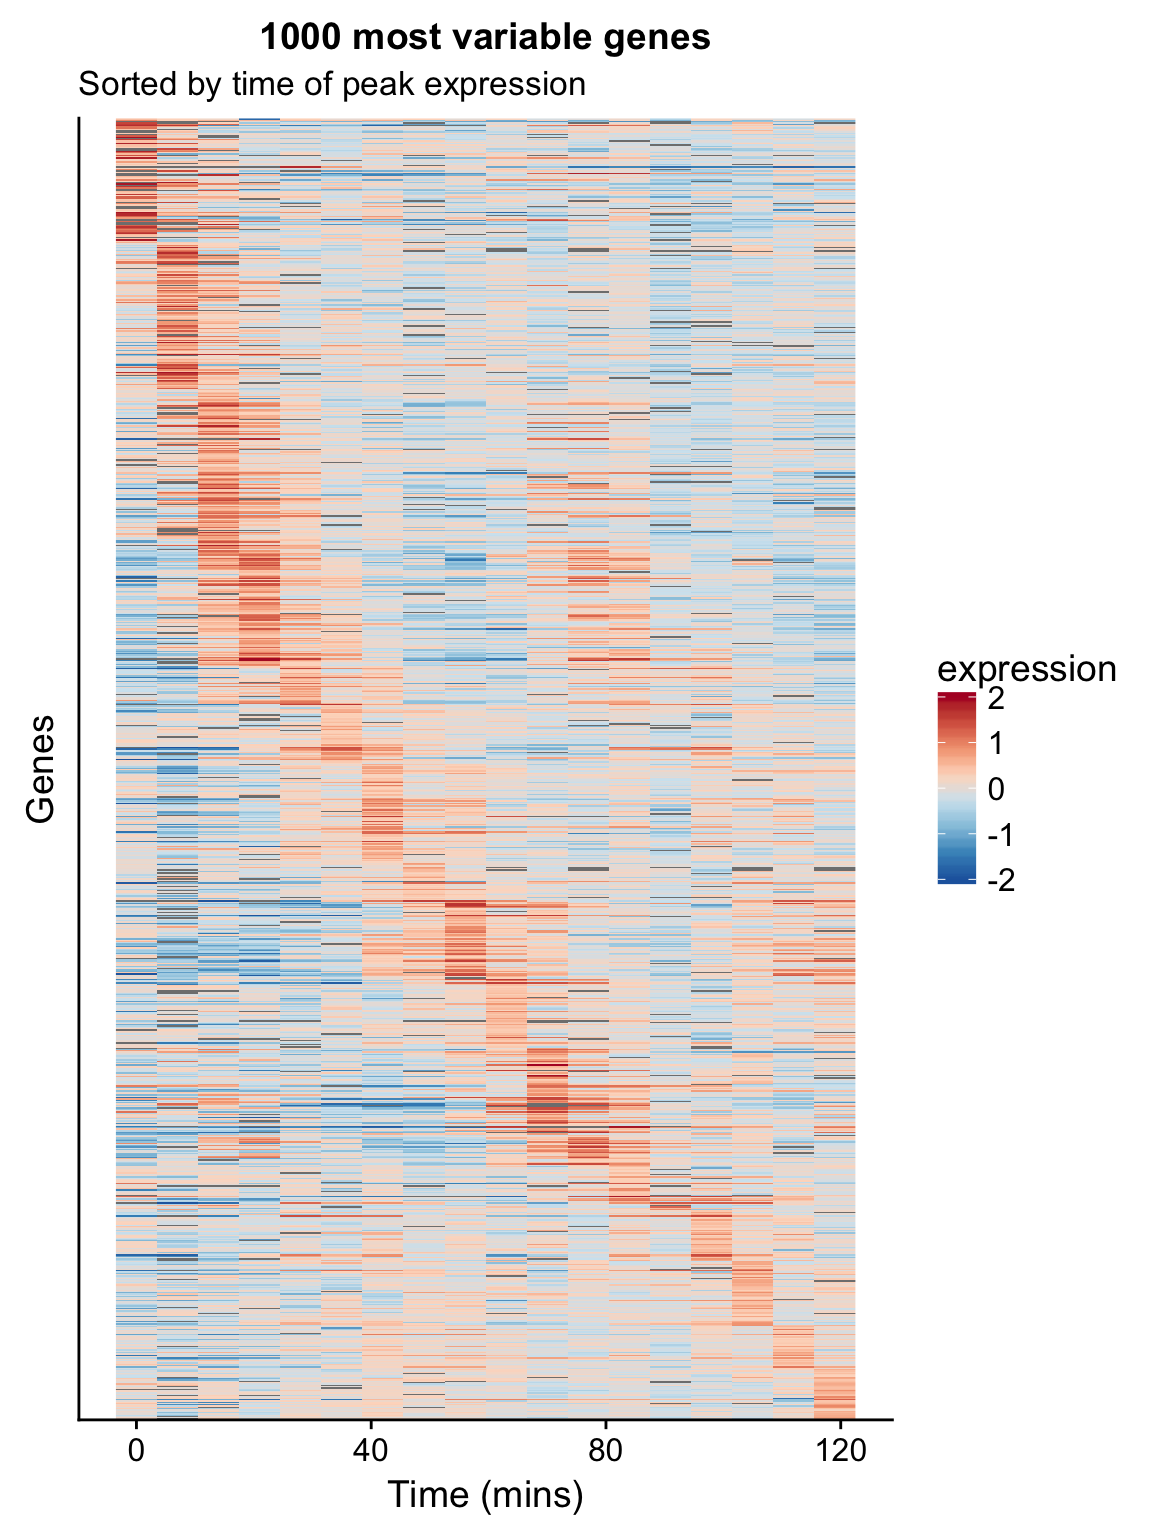 1000 most variable genes
Sorted by time of peak expression
Genes
expression
2
1
0
-1
-2
0 40 80 120
Time (mins)